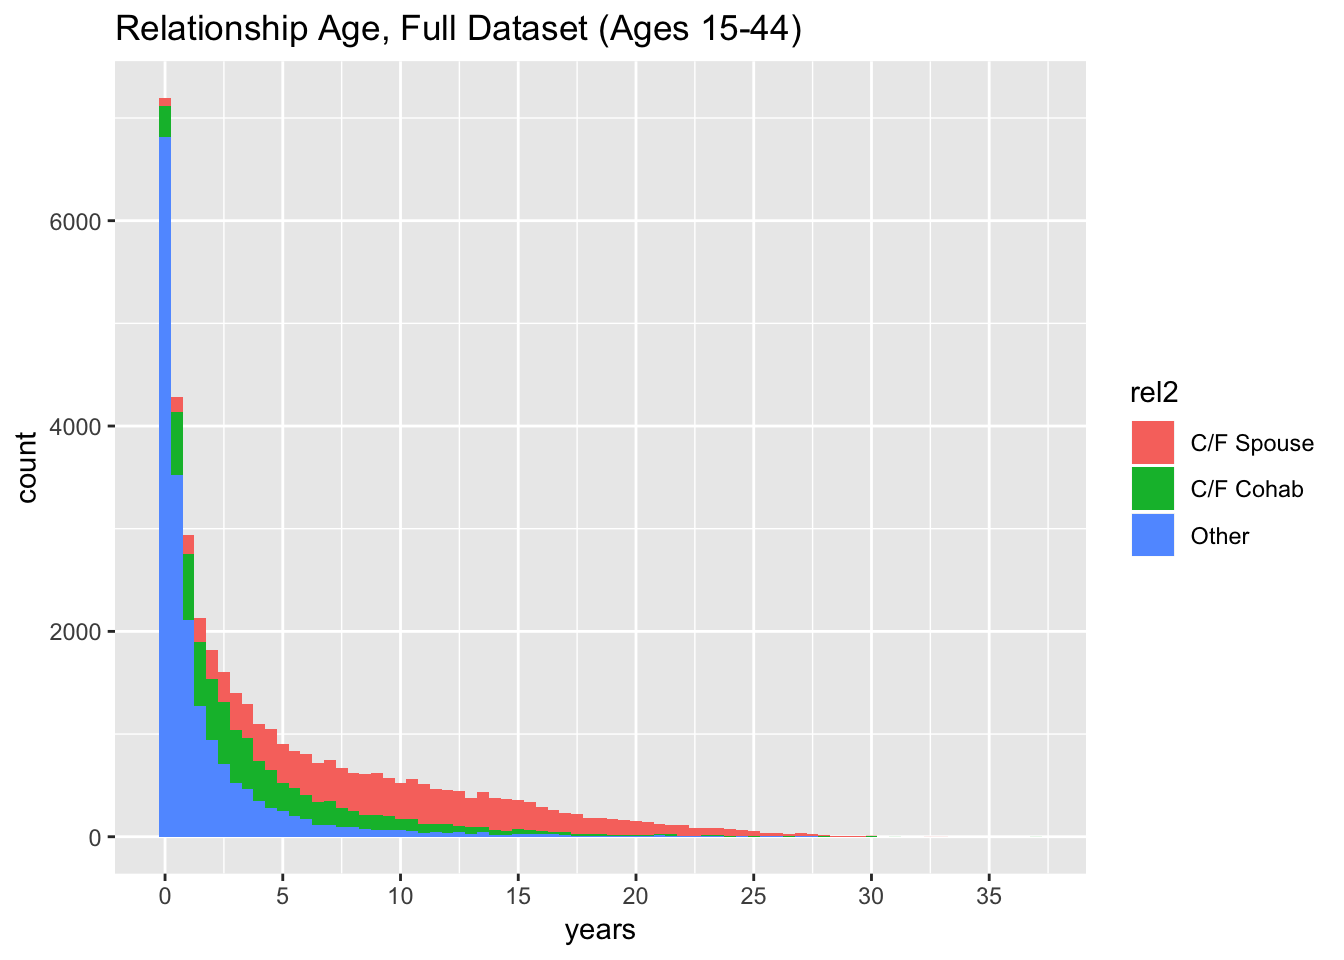 Relationship Age, Full Dataset (Ages 15-44)
6000
4000
2000
0
count
0 5 10 15 20 25 30 35
years
rel2
C/F Spouse
C/F Cohab
Other